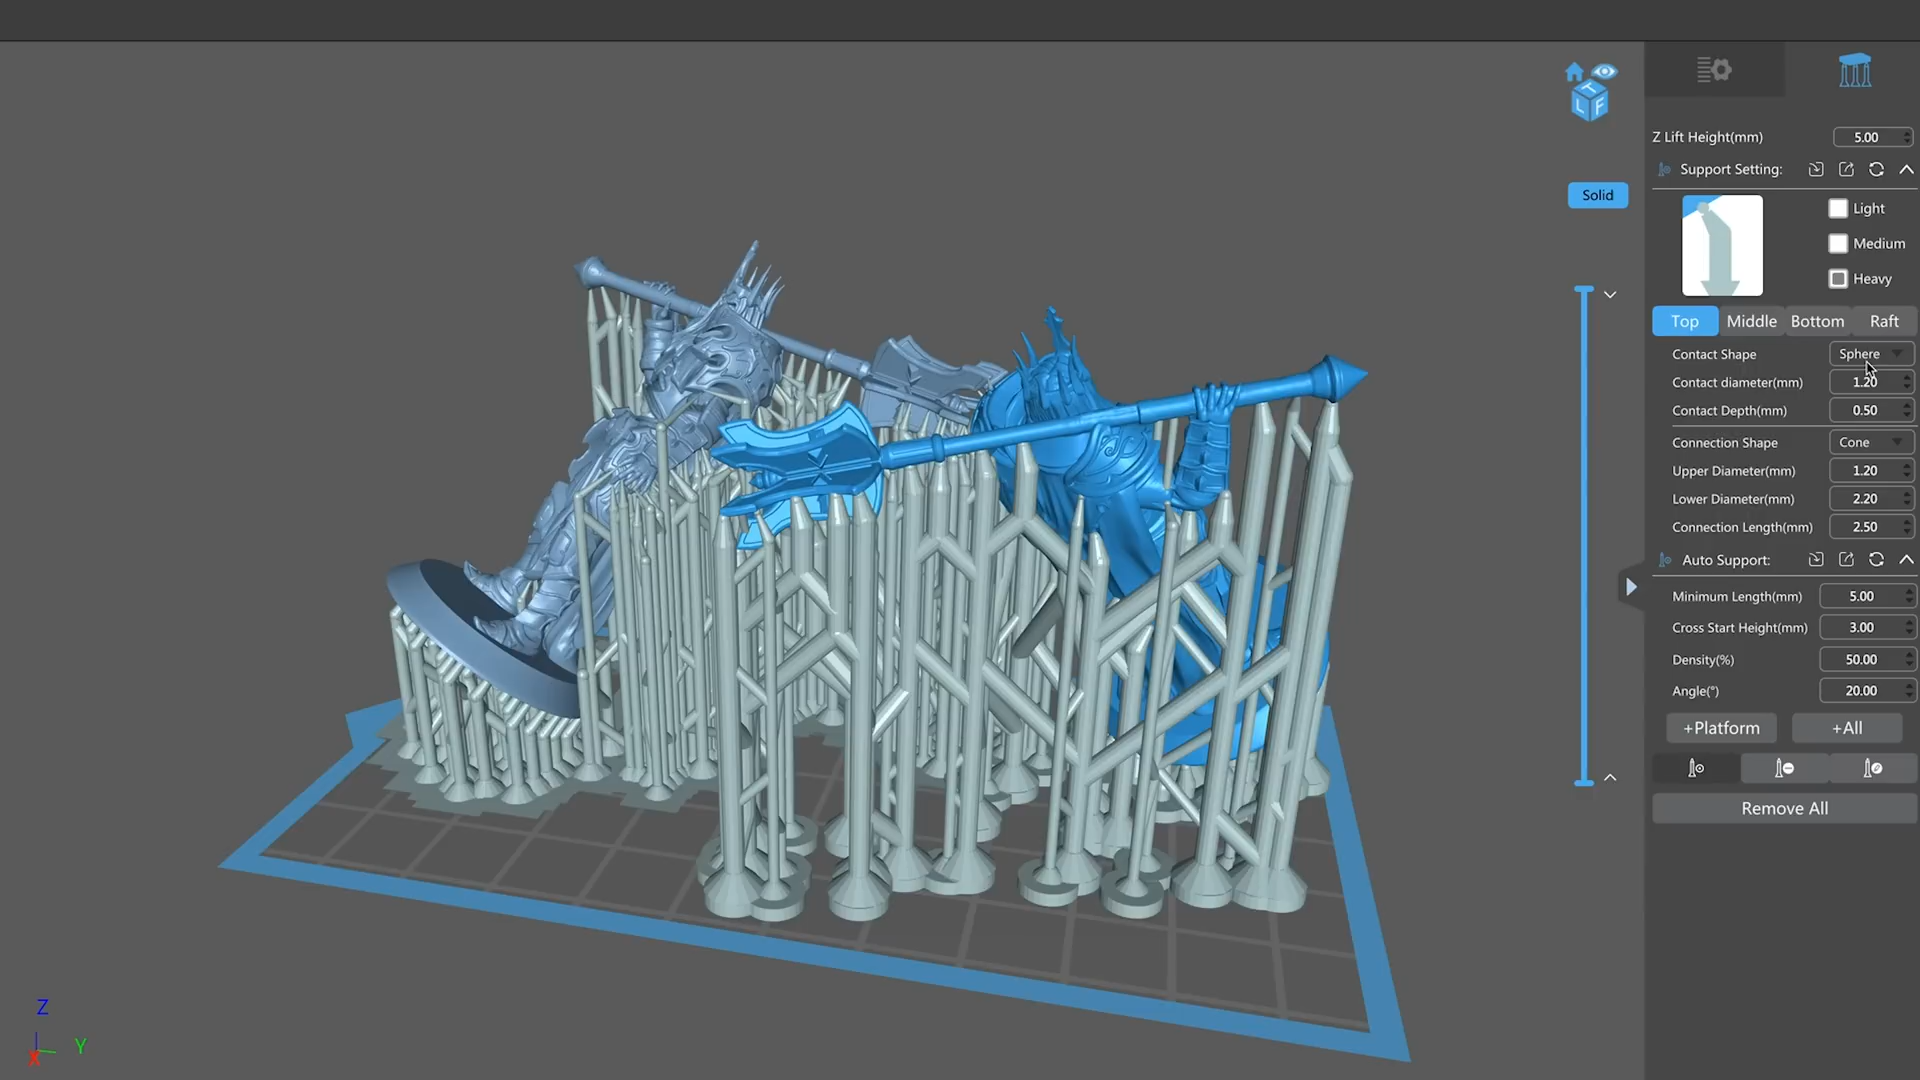 T
L F
Solid
Z
X
Y
Z Lift Height(mm) 5.00
Support Setting:
Light
Medium
Heavy
Top Middle Bottom Raft
Contact Shape Sphere
Contact diameter(mm) 1.20
Contact Depth(mm) 0.50
Connection Shape Cone
Upper Diameter(mm) 1.20
Lower Diameter(mm) 2.20
Connection Length(mm) 2.50
Auto Support:
Minimum Length(mm) 5.00
Cross Start Height(mm) 3.00
Density(%) 50.00
Angle(°) 20.00
+Platform +All
Remove All